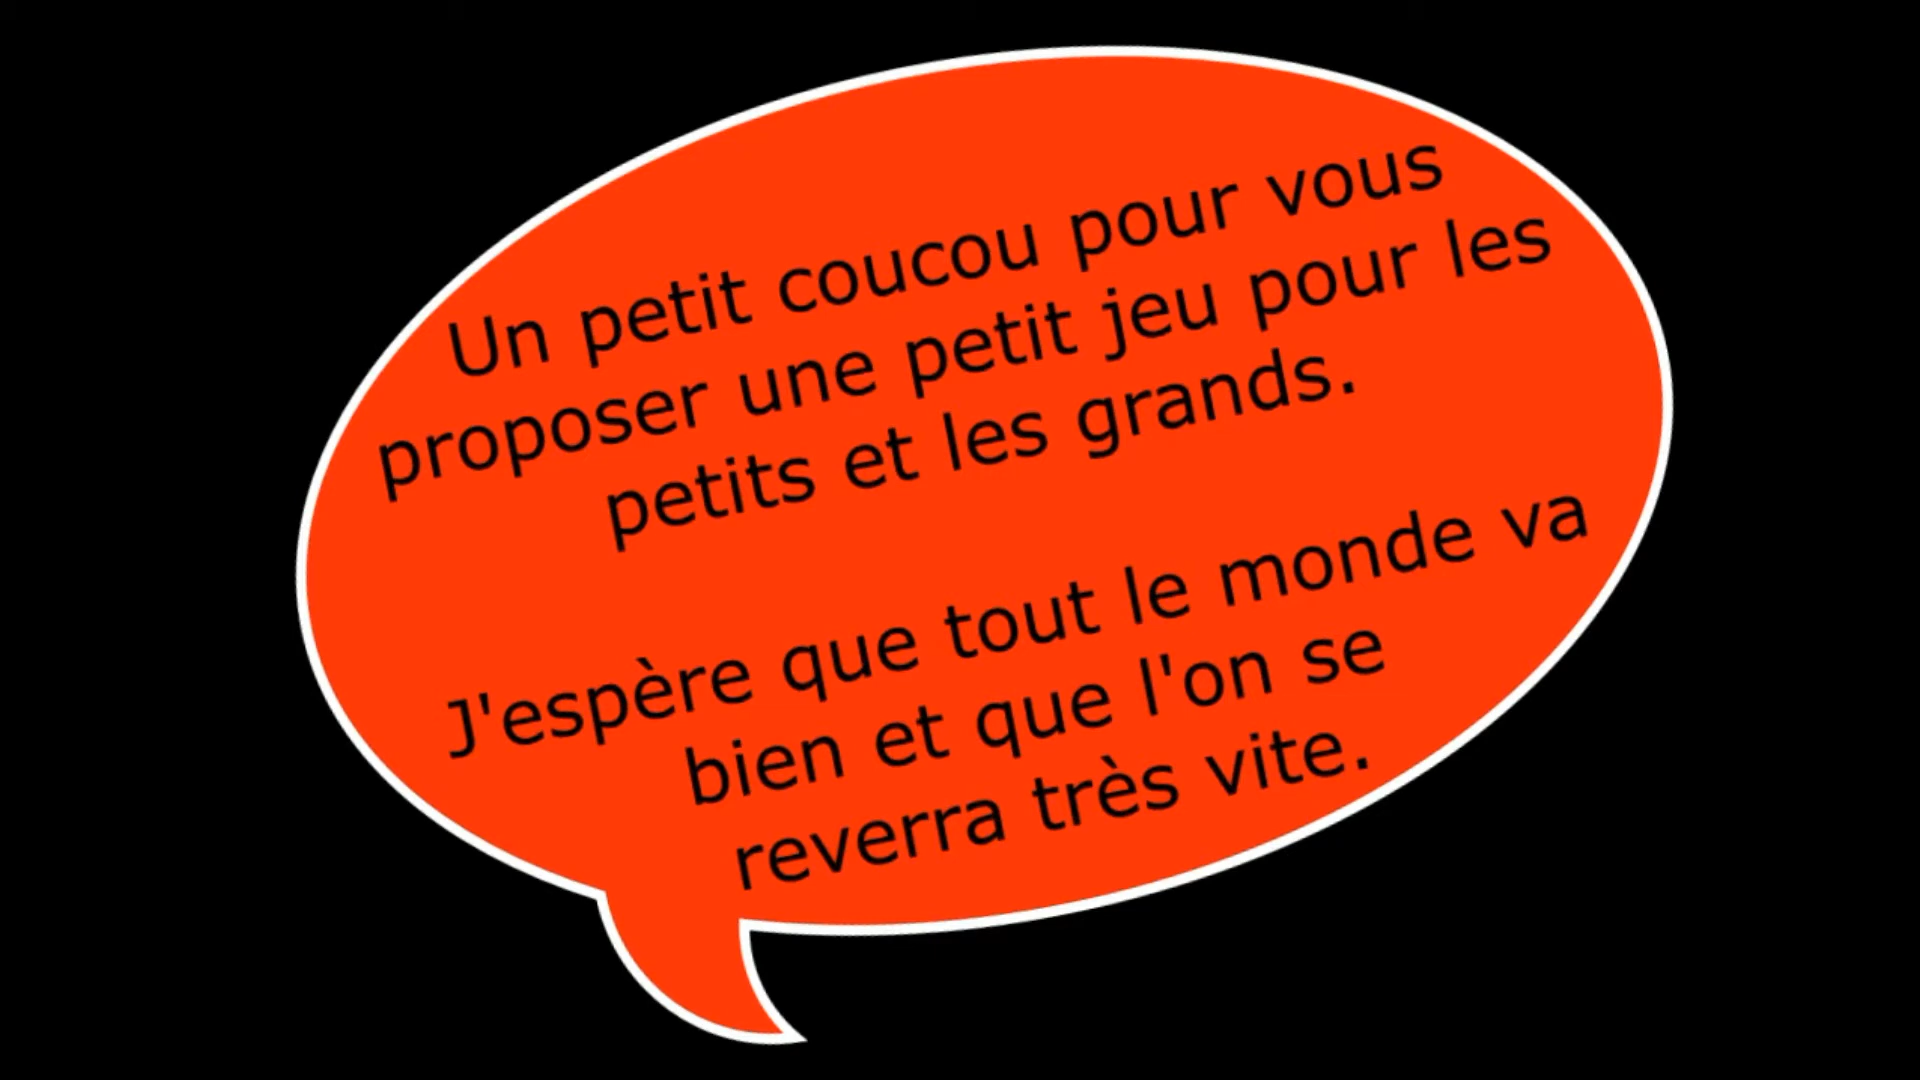 Un petit coucou pour vous
proposer une petit jeu pour les
petits et les grands.
J'espère que tout le monde va
bien et que l'on se
reverra très vite.